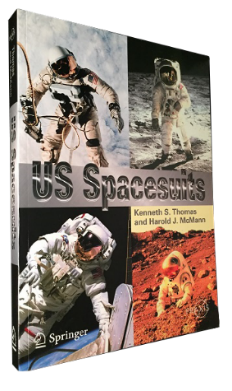 US Spacesuits
Kenneth S. Thomas
and Harold J. McMann
Springer